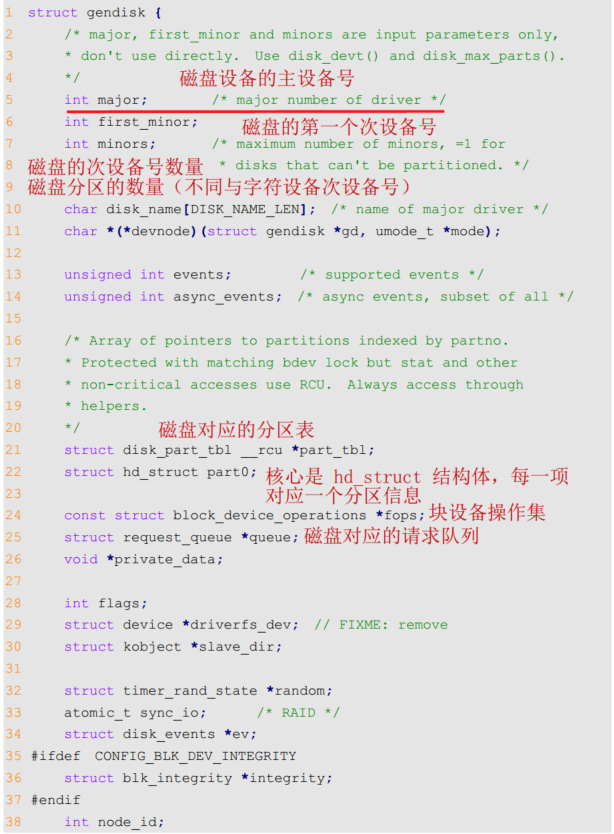 1 struct gendisk {
2 /* major, first_minor and minors are input parameters only,
3 * don't use directly. Use disk_devt() and disk_max_parts().
4 */ 磁盘设备的主设备号
5 int major; /* major number of driver */
6 int first_minor; 磁盘的第一个次设备号
7 int minors; /* maximum number of minors, =1 for
8 磁盘的次设备号数量 * disks that can't be partitioned. */
9 磁盘分区的数量（不同与字符设备次设备号）
10 char disk_name[DISK_NAME_LEN]; /* name of major driver */
11 char *(*devnode)(struct gendisk *gd, umode_t *mode);
12
13 unsigned int events; /* supported events */
14 unsigned int async_events; /* async events, subset of all */
15
16 /* Array of pointers to partitions indexed by partno.
17 * Protected with matching bdev lock but stat and other
18 * non-critical accesses use RCU. Always access through
19 * helpers.
20 */ 磁盘对应的分区表
21 struct disk_part_tbl __rcu *part_tbl;
22 struct hd_struct part0; 核心是 hd_struct 结构体，每一项
23 对应一个分区信息
24 const struct block_device_operations *fops; 块设备操作集
25 struct request_queue *queue; 磁盘对应的请求队列
26 void *private_data;
27
28 int flags;
29 struct device *driverfs_dev; // FIXME: remove
30 struct kobject *slave_dir;
31
32 struct timer_rand_state *random;
33 atomic_t sync_io; /* RAID */
34 struct disk_events *ev;
35 #ifdef CONFIG_BLK_DEV_INTEGRITY
36 struct blk_integrity *integrity;
37 #endif
38 int node_id;